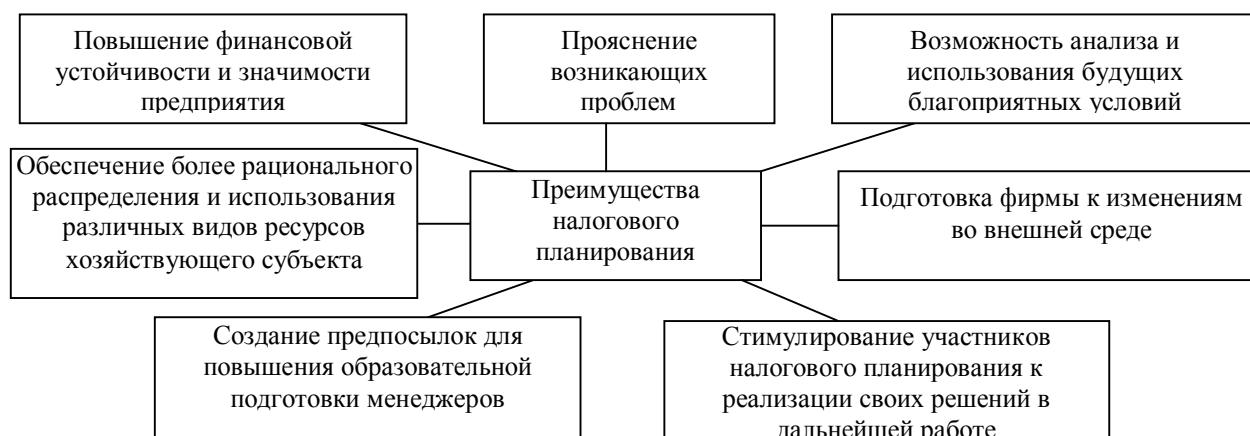 Повышение финансовой
устойчивости и значимости
предприятия
Прояснение
возникающих
проблем
Возможность анализа и
использования будущих
благоприятных условий
Обеспечение более рационального
распределения и использования
различных видов ресурсов
хозяйствующего субъекта
Преимущества
налогового
планирования
Подготовка фирмы к изменениям
во внешней среде
Создание предпосылок для
повышения образовательной
подготовки менеджеров
Стимулирование участников
налогового планирования к
реализации своих решений в
дальнейшей работе